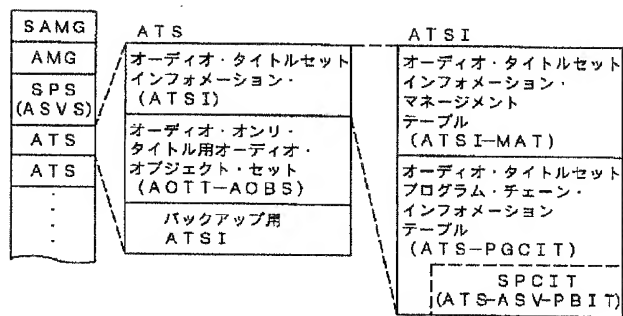 SAMG
AMG
SPS
(ASVS)
ATS
ATS
・
・
・
ATS
オーディオ・タイトルセット
インフォメーション・
(ATSI)
オーディオ・オンリ・
タイトル用オーディオ・
オブジェクト・セット
(AOTT-AOBS)
バックアップ用
ATSI
ATSI
オーディオ・タイトルセット
インフォメーション・
マネージメント
テーブル
(ATSI-MAT)
オーディオ・タイトルセット
プログラム・チェーン・
インフォメーション
テーブル
(ATS-PGCIT)
SPCIT
(ATS-ASV-PBIT)